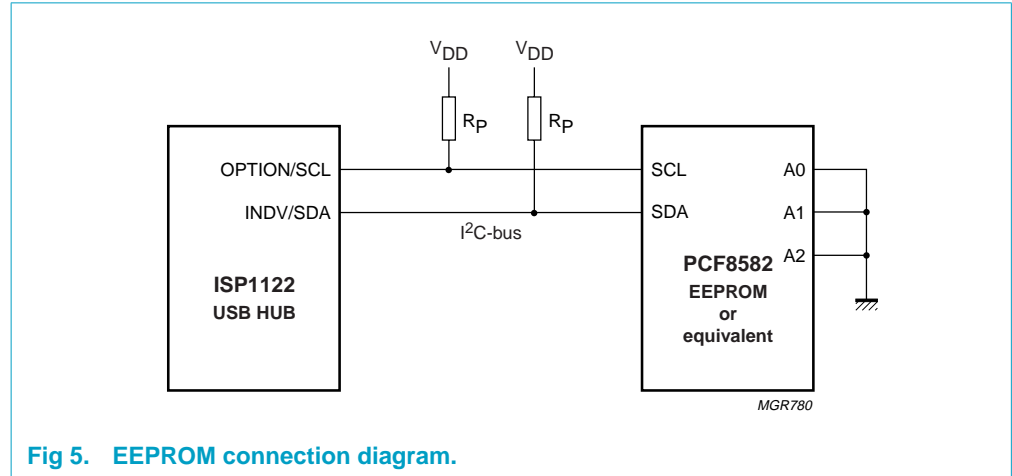 VDD VDD
RP RP
OPTION/SCL
INDV/SDA
I2C-bus
ISP1122
USB HUB
SCL
SDA
A0
A1
A2
PCF8582
EEPROM
or
equivalent
MGR780
Fig 5. EEPROM connection diagram.